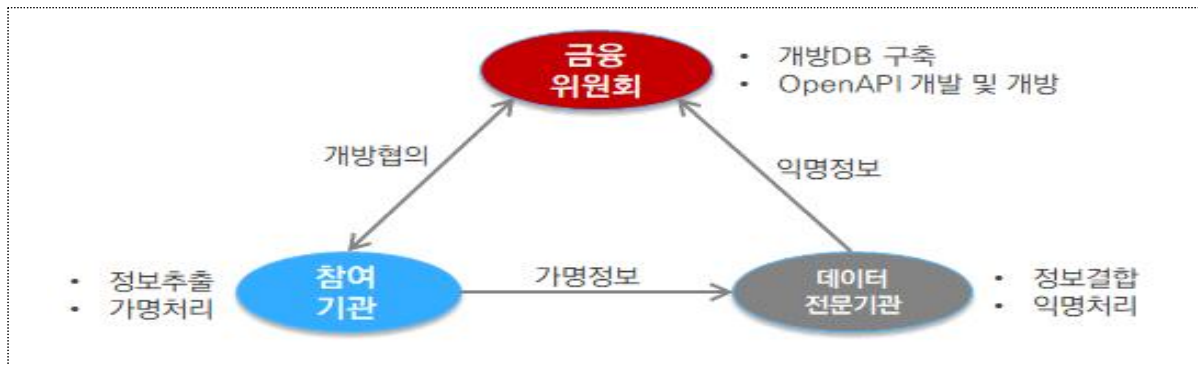 금융
위원회
• 개방DB 구축
• OpenAPI 개발 및 개방
개방협의
익명정보
• 정보추출
• 가명처리
참여
기관
가명정보
데이터
전문기관
• 정보결합
• 익명처리